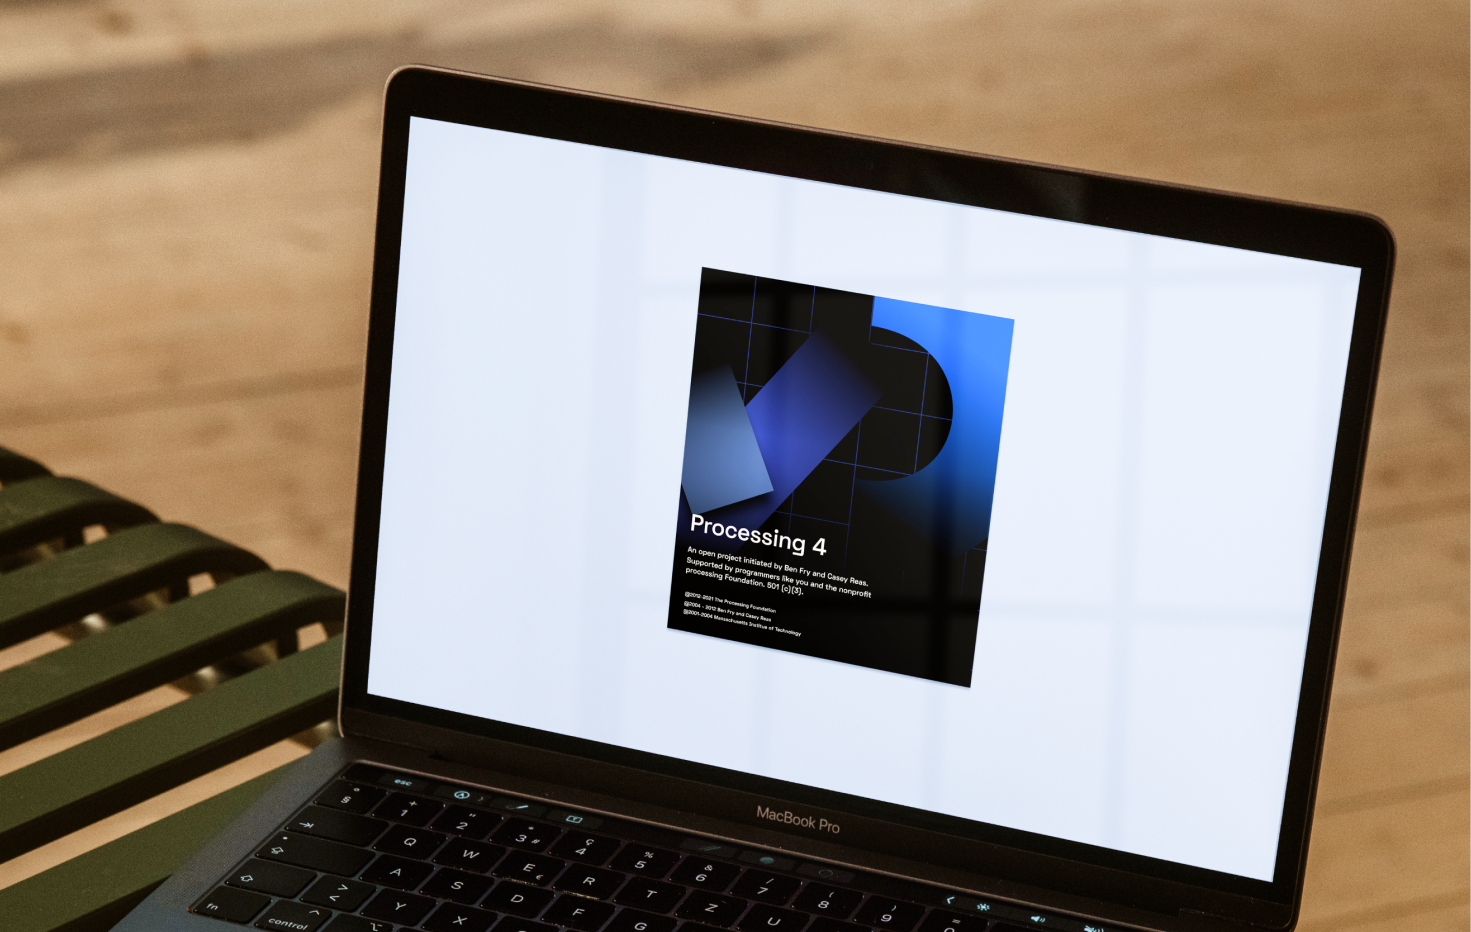 Processing 4
An open project initiated by Ben Fry and Casey Reas.
Supported by programmers like you and the nonprofit
processing Foundation, 501 (c)(3).
@2012-2021 The Processing Foundation
@2004 - 2012 Ben Fry and Casey Reas
@2001-2004 Massachusetts Institue of Technology
MacBook Pro
esc
§ ° 1 + 2 " 3 * # 4 ç 5 % 6 & 7 / 8 ( 9 )
Q W E € R T Z U
A S D F G
fn control
> < Y X